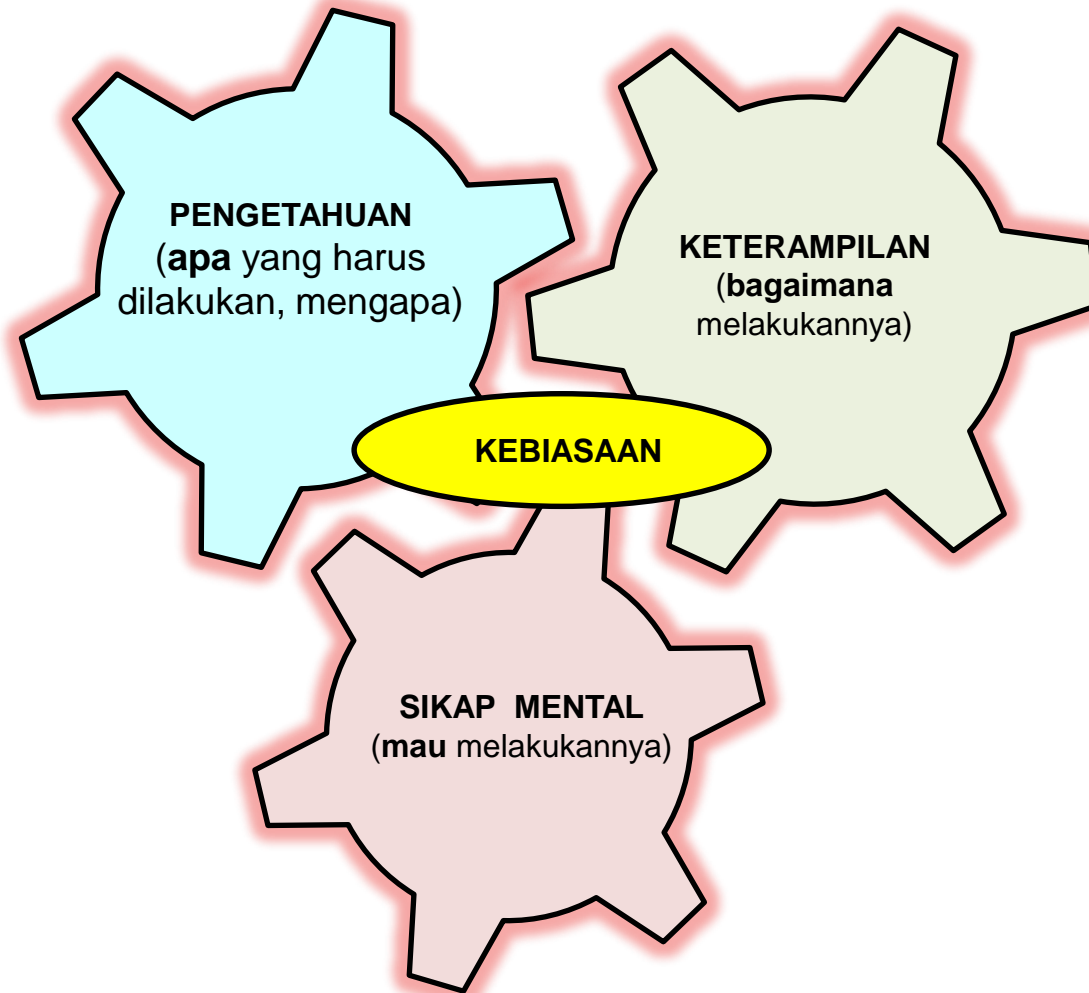 PENGETAHUAN
(apa yang harus
dilakukan, mengapa)
KETERAMPILAN
(bagaimana
melakukannya)
KEBIASAAN
SIKAP  MENTAL
(mau melakukannya)